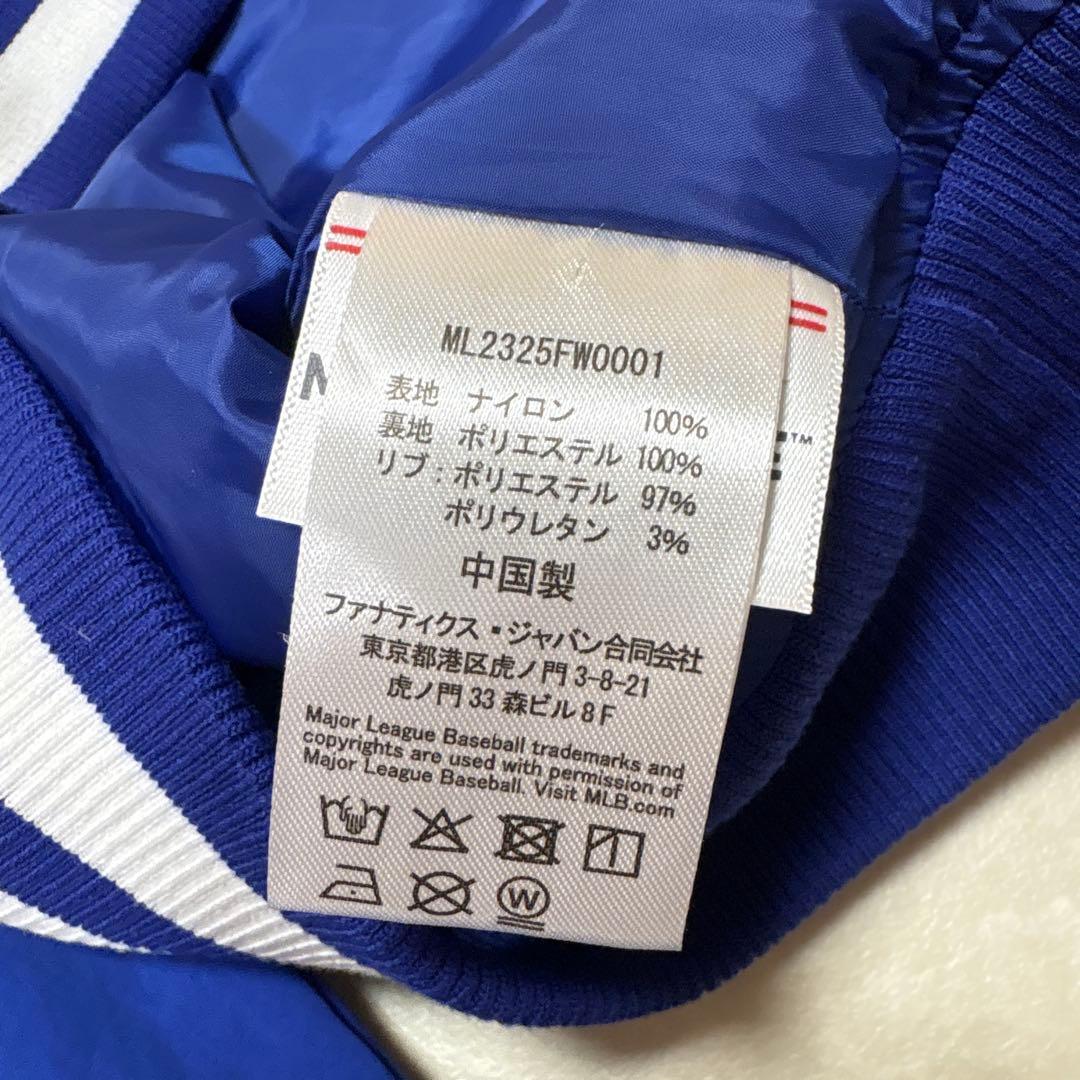 ML2325FW0001
表地 ナイロン 100%
裏地 ポリエステル 100%
リブ：ポリエステル 97%
ポリウレタン 3%
中国製
ファナティクス・ジャパン合同会社
東京都港区虎ノ門 3-8-21
虎ノ門 33 森ビル 8F
Major League Baseball trademarks and
copyrights are used with permission of
Major League Baseball. Visit MLB.com
W